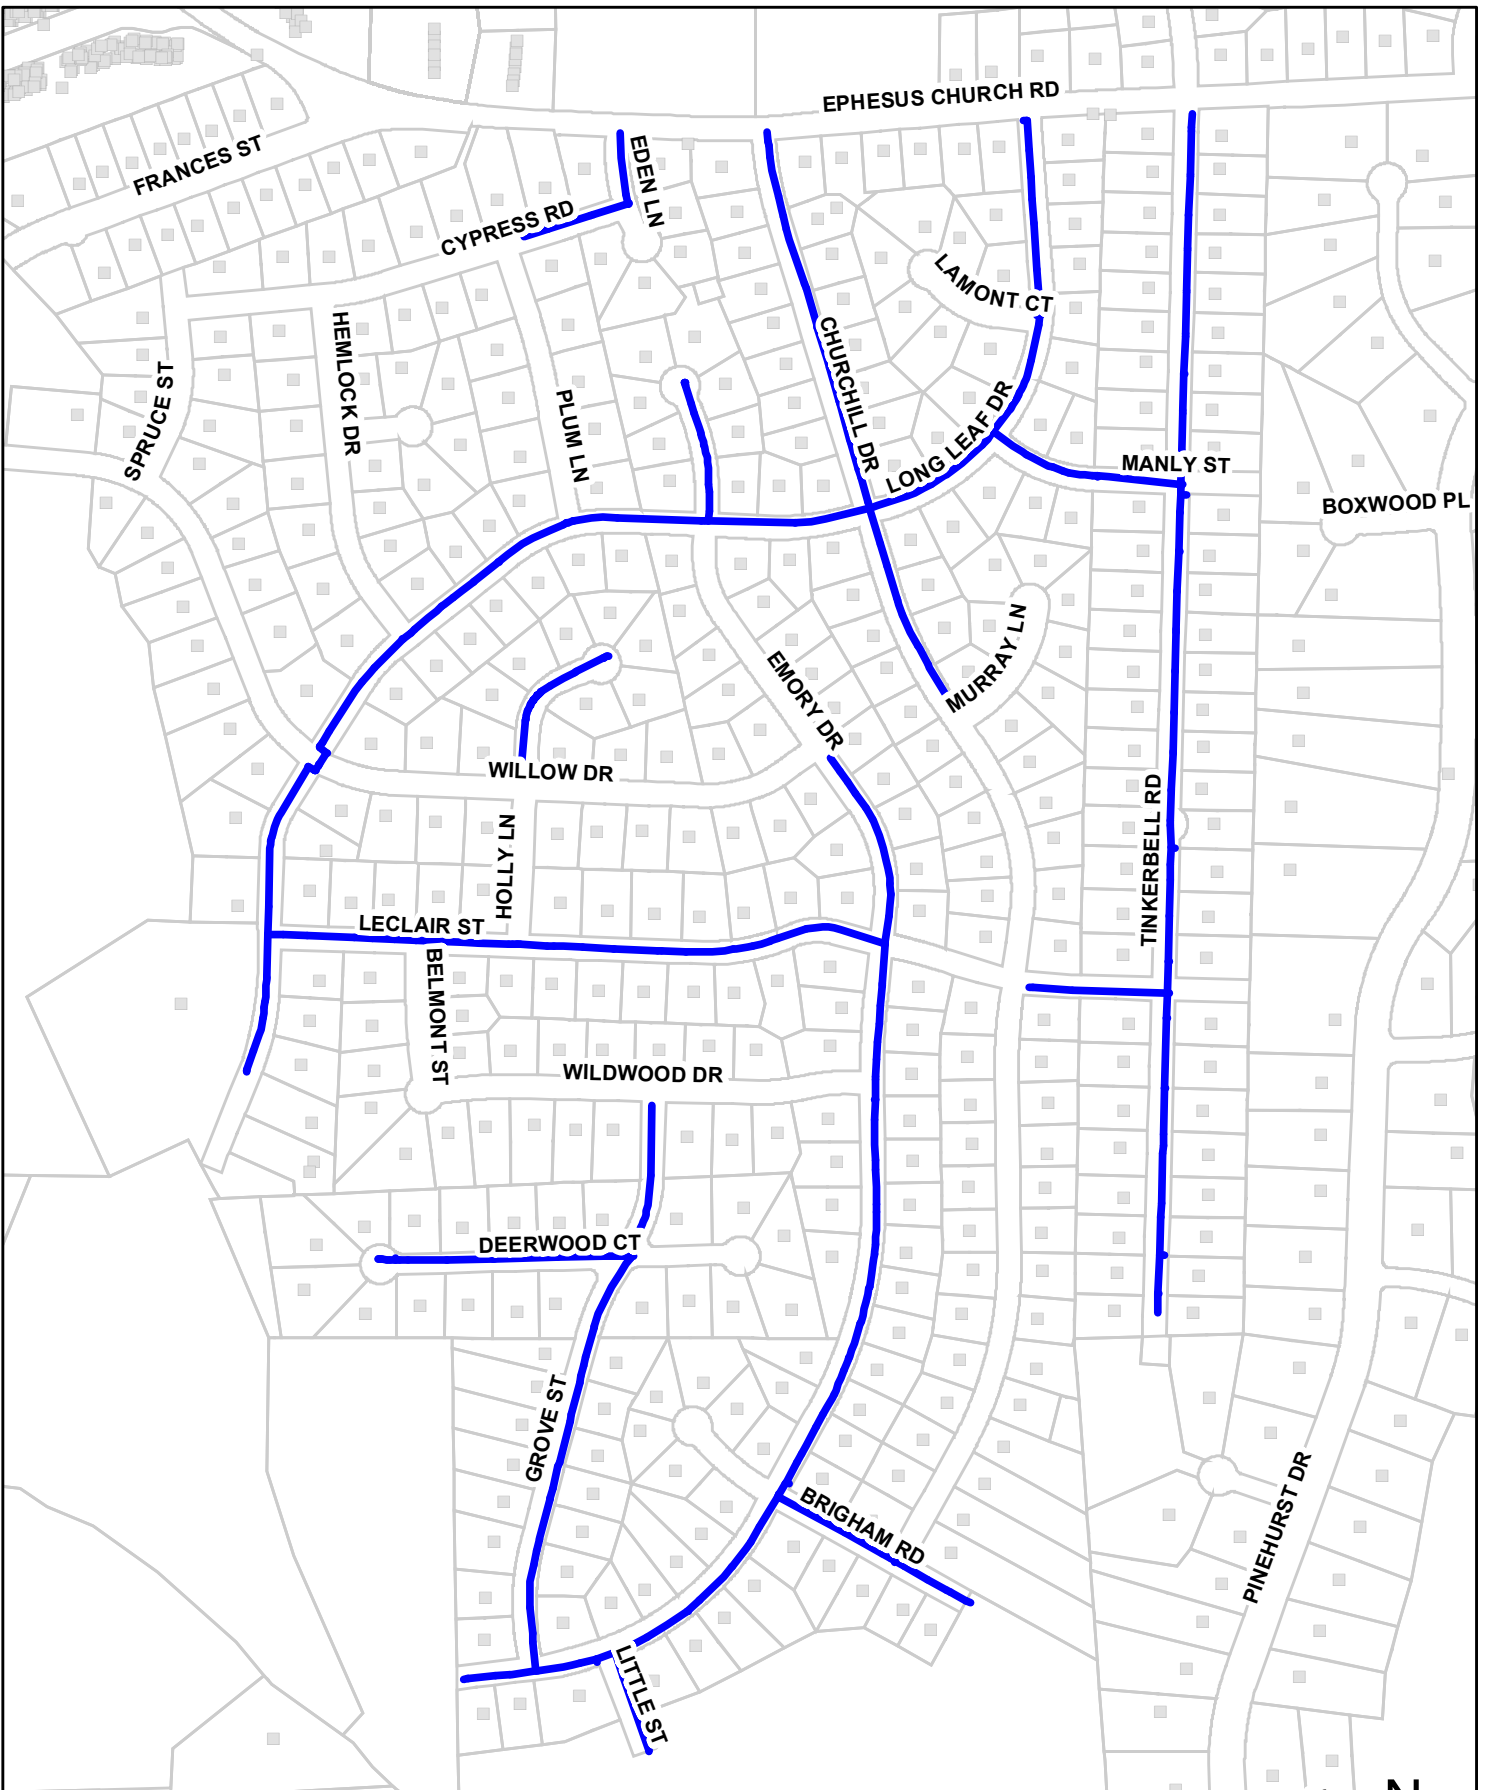 EPHESUS CHURCH RD
FRANCES ST
EDEN LN
CYPRESS RD
LAMONT CT
HEMLOCK DR
CHURCHILL DR
SPRUCE ST
PLUM LN
LONG LEAF DR
MANLY ST
BOXWOOD PL
MURRAY LN
EMORY DR
WILLOW DR
TINKERBELL RD
HOLLY LN
LECLAIR ST
BELMONT ST
WILDWOOD DR
DEERWOOD CT
GROVE ST
BRIGHAM RD
PINEHURST DR
LITTLE ST
N